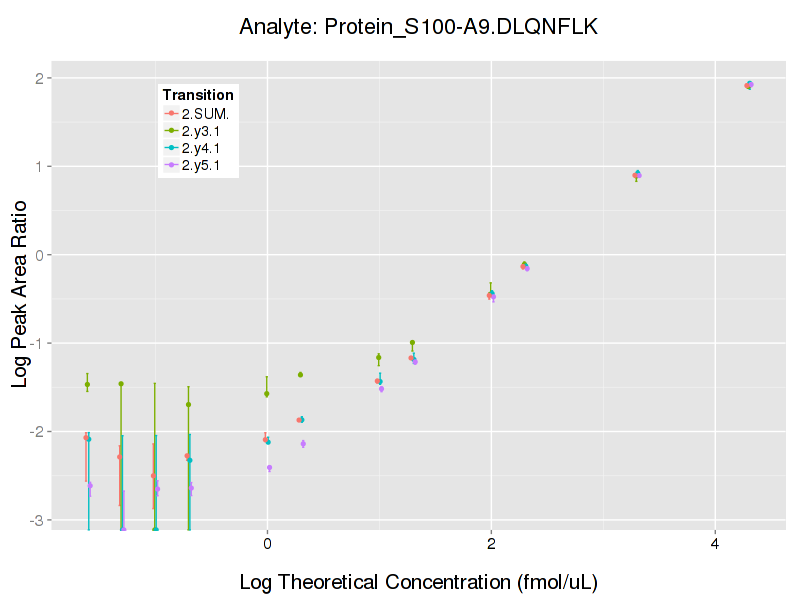 Analyte: Protein_S100-A9.DLQNFLK
Log Peak Area Ratio
Transition
2.SUM.
2.y3.1
2.y4.1
2.y5.1
2
1
0
-1
-2
-3
0
2
4
Log Theoretical Concentration (fmol/uL)